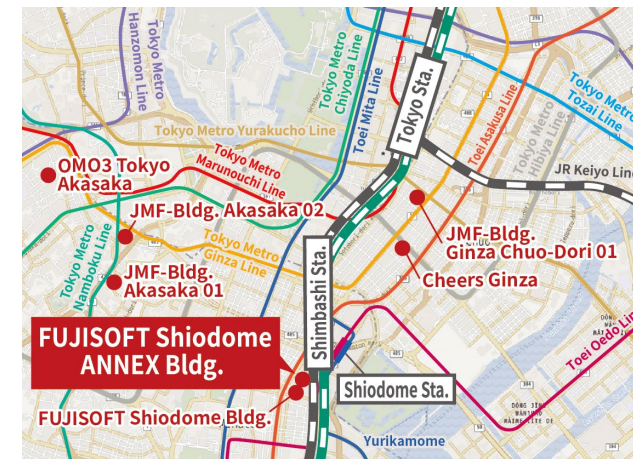 Tokyo Metro
Hanzomon Line
Tokyo Metro
Chiyoda Line
Toei Mita Line
Tokyo Sta.
Toei Asakusa Line
Tokyo Metro
Hibiya Line
Tokyo Metro
Tozai Line
Tokyo Metro Yurakucho Line
Tokyo Metro
Marunouchi Line
JR Keiyo Line
OMO3 Tokyo
Akasaka
JMF-Bldg. Akasaka 02
Tokyo Metro
Namboku Line
Tokyo Metro
Ginza Line
JMF-Bldg.
Ginza Chuo-Dori 01
CHUO
JMF-Bldg.
Akasaka 01
Cheers Ginza
Shimbashi Sta.
FUJISOFT Shiodome
ANNEX Bldg.
Toei Oedo Lin
Shiodome Sta.
FUJISOFT Shiodome Bldg.
Yurikamome